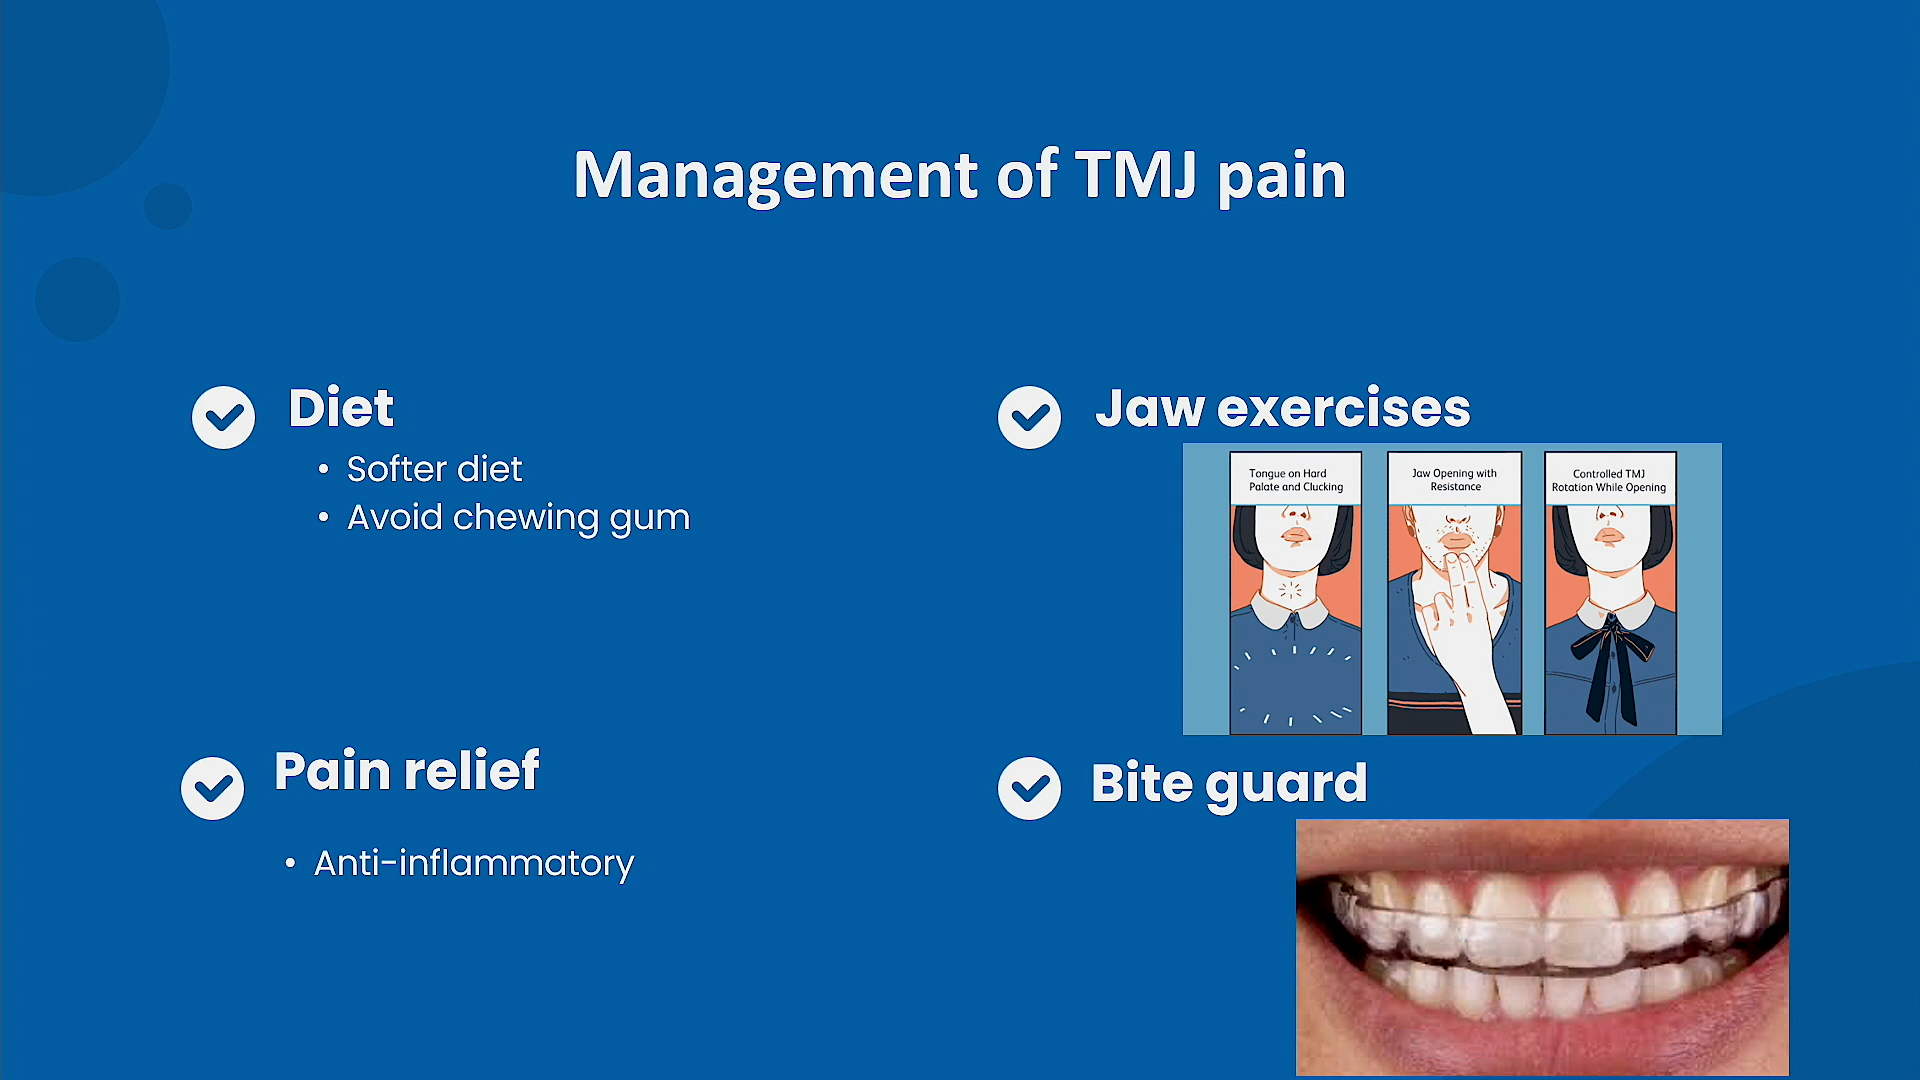 Management of TMJ pain
Diet
• Softer diet
• Avoid chewing gum
Jaw exercises
Tongue on Hard
Palate and Clucking
Jaw Opening with
Resistance
Controlled TMJ
Rotation While Opening
Pain relief
• Anti-inflammatory
Bite guard